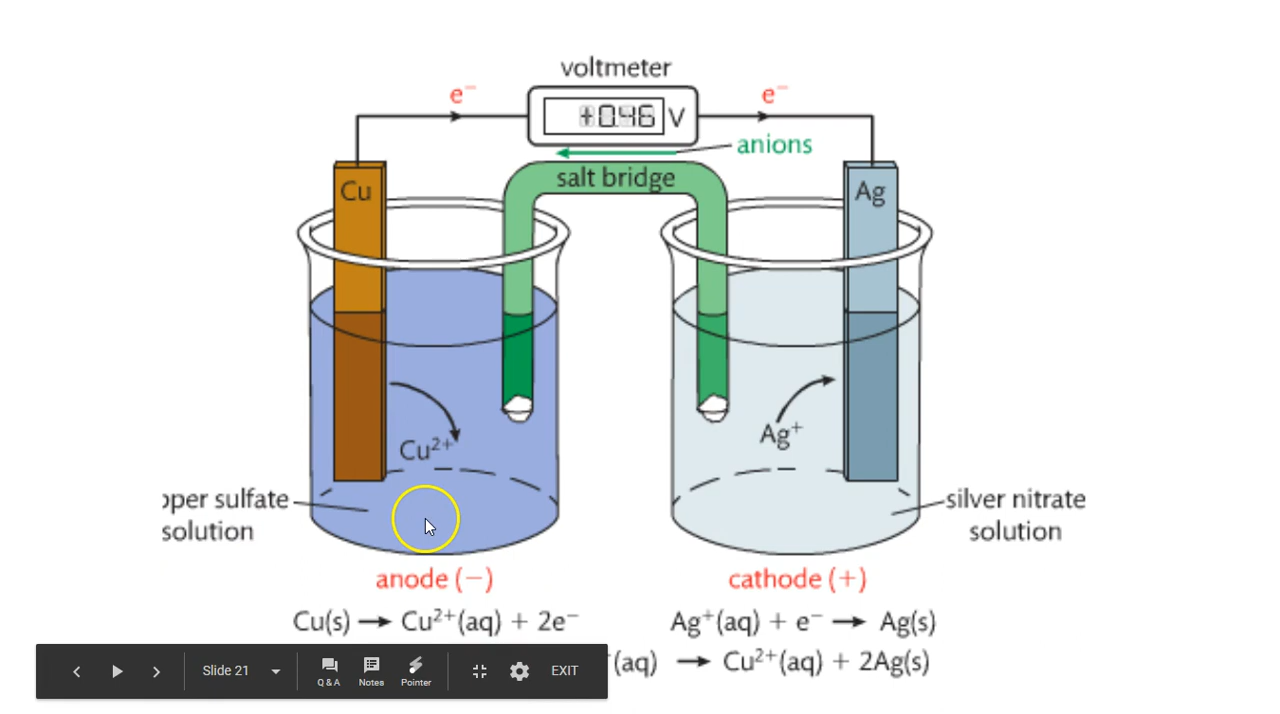 voltmeter
e⁻
e⁻
+0.46 V
anions
salt bridge
Cu
Ag
Cu²⁺
Ag⁺
sulfate
solution
silver nitrate
solution
anode (−)
cathode (+)
Cu(s) → Cu²⁺(aq) + 2e⁻
Ag⁺(aq) + e⁻ → Ag(s)
(aq) → Cu²⁺(aq) + 2Ag(s)
Slide 21
Q & A
Notes
Pointer
EXIT